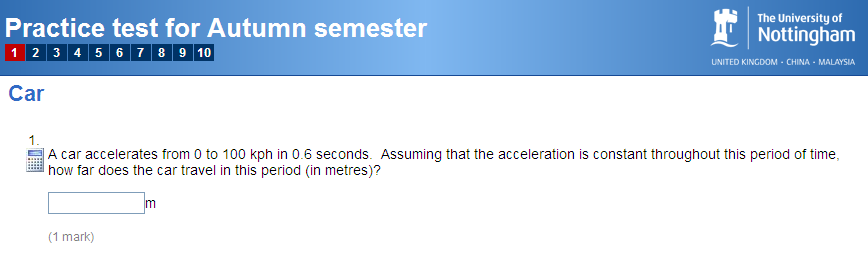 Practice test for Autumn semester
1 2 3 4 5 6 7 8 9 10
The University of
Nottingham
UNITED KINGDOM · CHINA · MALAYSIA
Car
1.
A car accelerates from 0 to 100 kph in 0.6 seconds. Assuming that the acceleration is constant throughout this period of time,
how far does the car travel in this period (in metres)?
m
(1 mark)